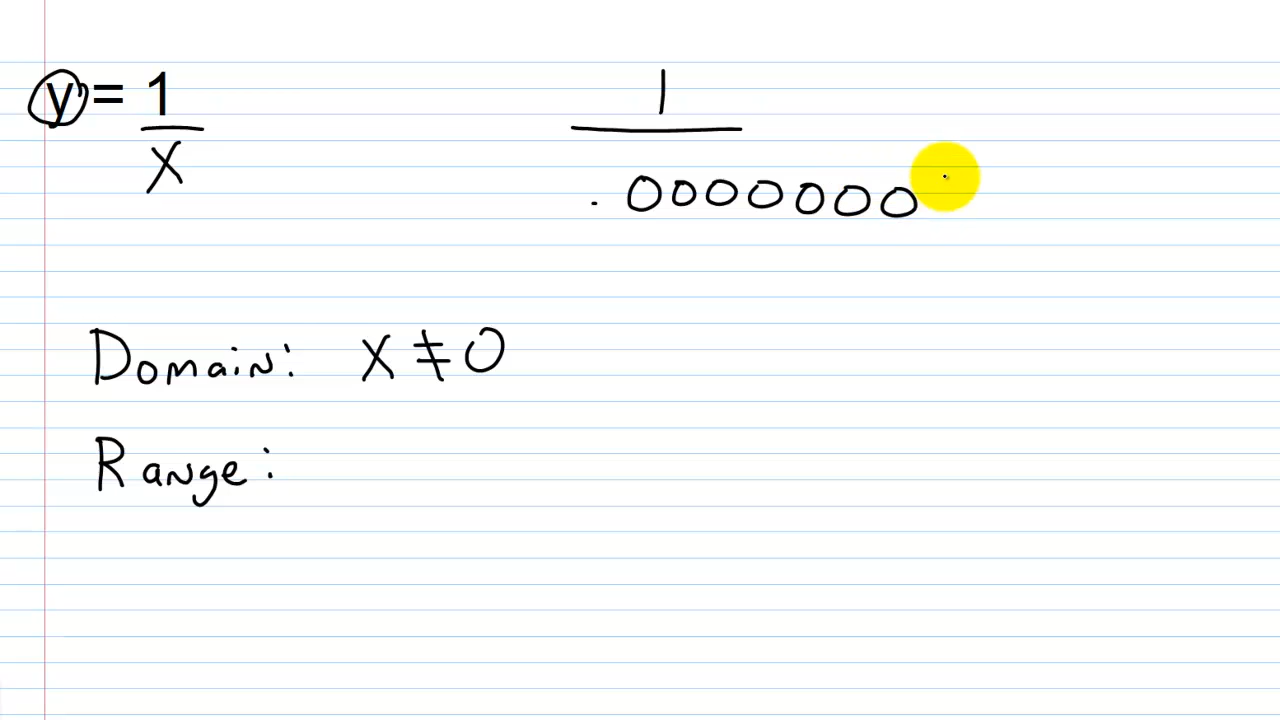 y = 1
x
1
.0000000
Domain: x ≠ 0
Range: